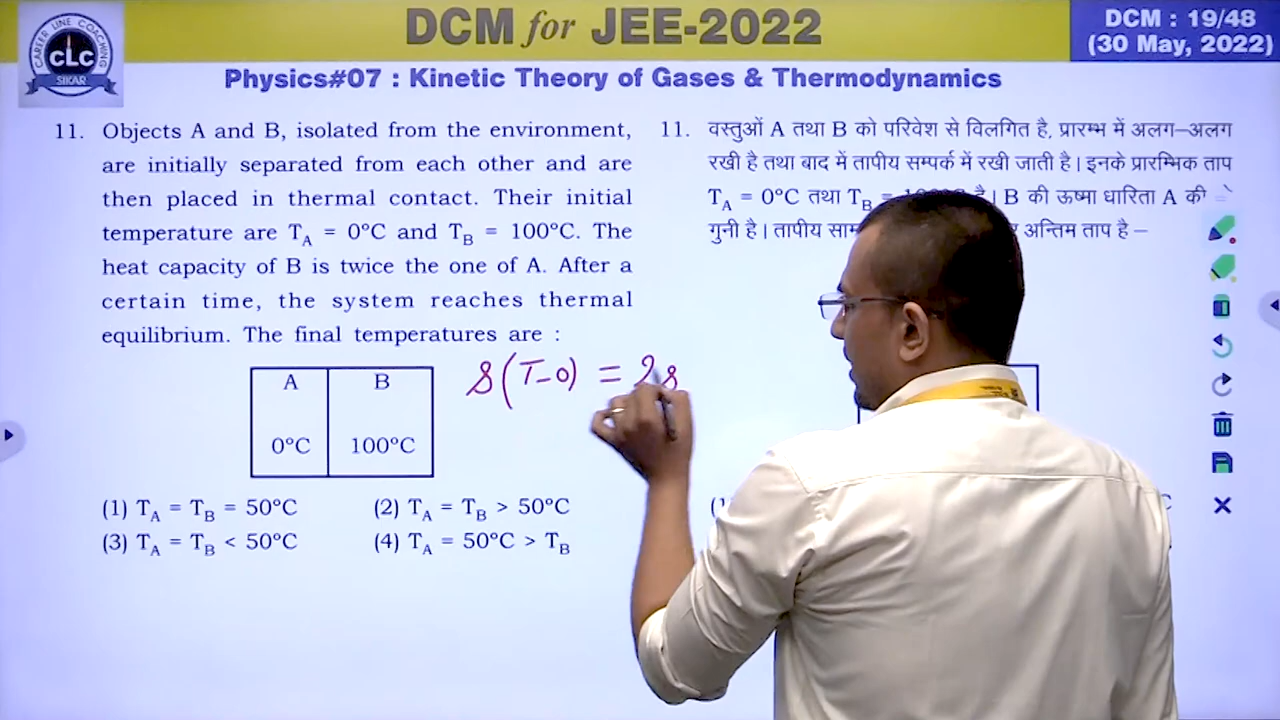 DCM for JEE-2022
DCM : 19/48
(30 May, 2022)
CAREER LINE COACHING
CLC
SIKAR
Physics#07 : Kinetic Theory of Gases & Thermodynamics
11. Objects A and B, isolated from the environment,
are initially separated from each other and are
then placed in thermal contact. Their initial
temperature are T_A = 0°C and T_B = 100°C. The
heat capacity of B is twice the one of A. After a
certain time, the system reaches thermal
equilibrium. The final temperatures are :
A B
0°C 100°C
S(T-0) = 2s
(1) T_A = T_B = 50°C (2) T_A = T_B > 50°C
(3) T_A = T_B < 50°C (4) T_A = 50°C > T_B
11. वस्तुओं A तथा B को परिवेश से विलगित है, प्रारम्भ में अलग–अलग
रखी है तथा बाद में तापीय सम्पर्क में रखी जाती है। इनके प्रारम्भिक ताप
T_A = 0°C तथा T_B = है। B की ऊष्मा धारिता A की
गुनी है। तापीय अन्तिम ताप है –